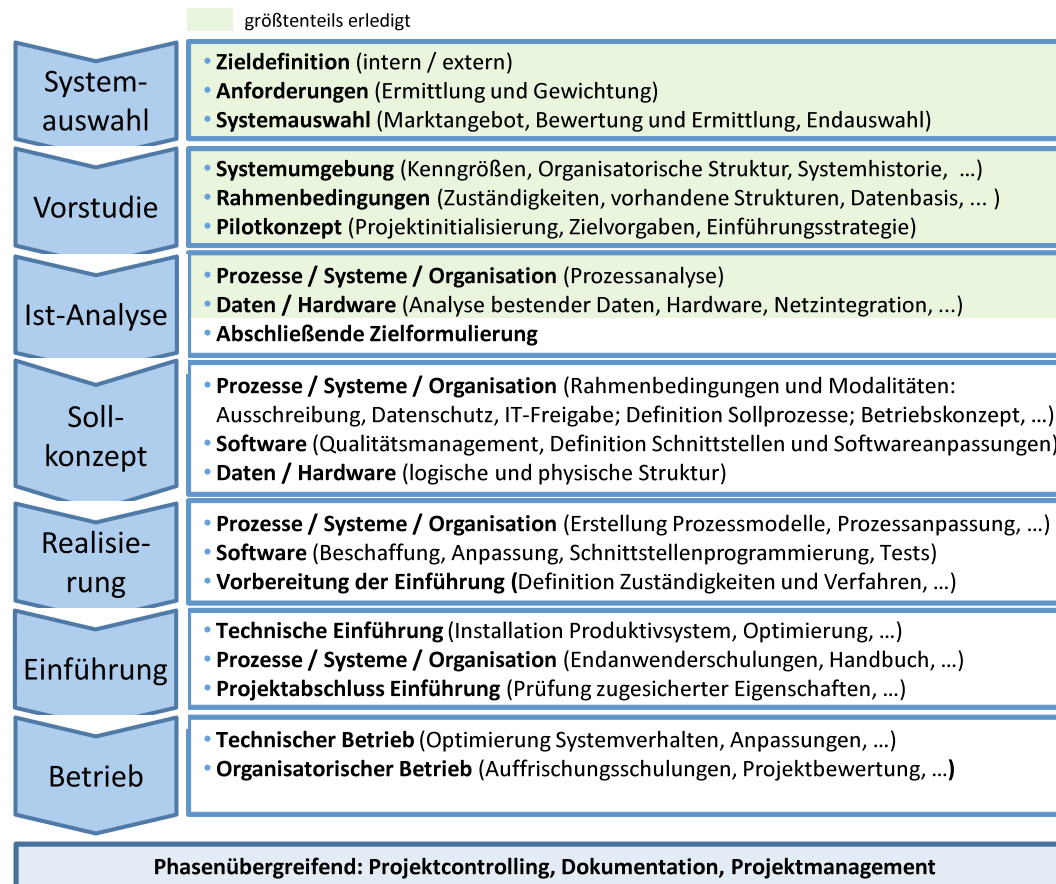 größtenteils erledigt
System-
auswahl
• Zieldefinition (intern / extern)
• Anforderungen (Ermittlung und Gewichtung)
• Systemauswahl (Marktangebot, Bewertung und Ermittlung, Endauswahl)
Vorstudie
• Systemumgebung (Kenngrößen, Organisatorische Struktur, Systemhistorie, ...)
• Rahmenbedingungen (Zuständigkeiten, vorhandene Strukturen, Datenbasis, ... )
• Pilotkonzept (Projektinitialisierung, Zielvorgaben, Einführungsstrategie)
Ist-Analyse
• Prozesse / Systeme / Organisation (Prozessanalyse)
• Daten / Hardware (Analyse bestender Daten, Hardware, Netzintegration, ...)
• Abschließende Zielformulierung
Soll-
konzept
• Prozesse / Systeme / Organisation (Rahmenbedingungen und Modalitäten:
Ausschreibung, Datenschutz, IT-Freigabe; Definition Sollprozesse; Betriebskonzept, ...)
• Software (Qualitätsmanagement, Definition Schnittstellen und Softwareanpassungen)
• Daten / Hardware (logische und physische Struktur)
Realisie-
rung
• Prozesse / Systeme / Organisation (Erstellung Prozessmodelle, Prozessanpassung, ...)
• Software (Beschaffung, Anpassung, Schnittstellenprogrammierung, Tests)
• Vorbereitung der Einführung (Definition Zuständigkeiten und Verfahren, ...)
Einführung
• Technische Einführung (Installation Produktivsystem, Optimierung, ...)
• Prozesse / Systeme / Organisation (Endanwenderschulungen, Handbuch, ...)
• Projektabschluss Einführung (Prüfung zugesicherter Eigenschaften, ...)
Betrieb
• Technischer Betrieb (Optimierung Systemverhalten, Anpassungen, ...)
• Organisatorischer Betrieb (Auffrischungsschulungen, Projektbewertung, ...)
Phasenübergreifend: Projektcontrolling, Dokumentation, Projektmanagement